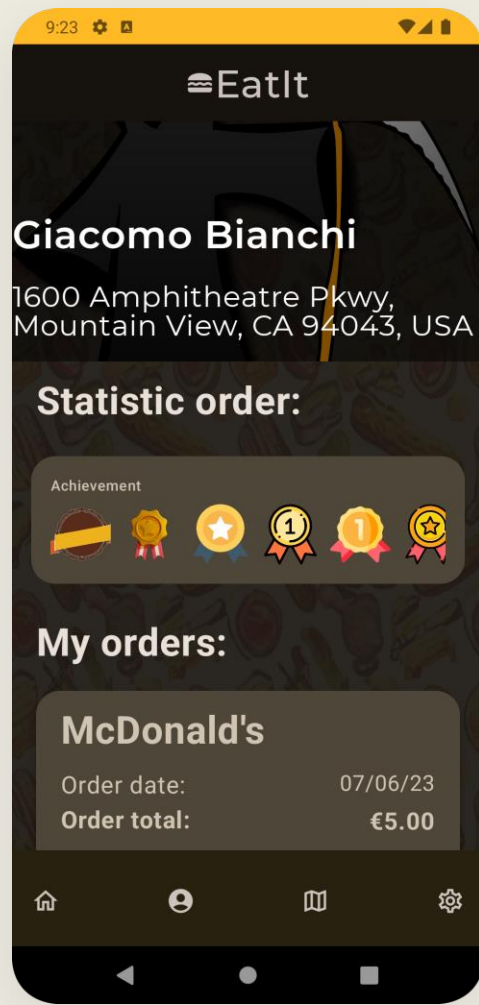 9:23
EatIt
Giacomo Bianchi
1600 Amphitheatre Pkwy,
Mountain View, CA 94043, USA
Statistic order:
Achievement
1
1
My orders:
McDonald's
Order date: 07/06/23
Order total: €5.00